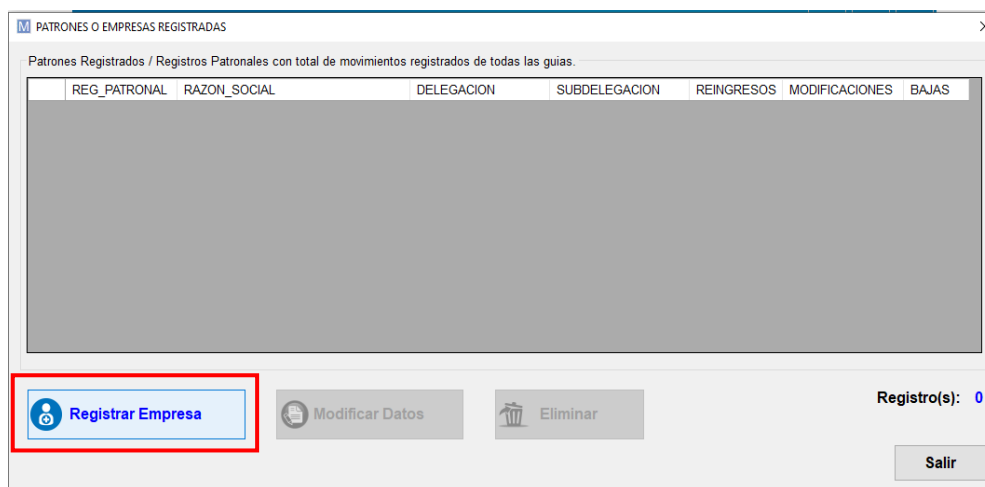 M PATRONES O EMPRESAS REGISTRADAS
Patrones Registrados / Registros Patronales con total de movimientos registrados de todas las guias.
REG_PATRONAL RAZON_SOCIAL DELEGACION SUBDELEGACION REINGRESOS MODIFICACIONES BAJAS
Registrar Empresa Modificar Datos Eliminar Registro(s): 0
Salir